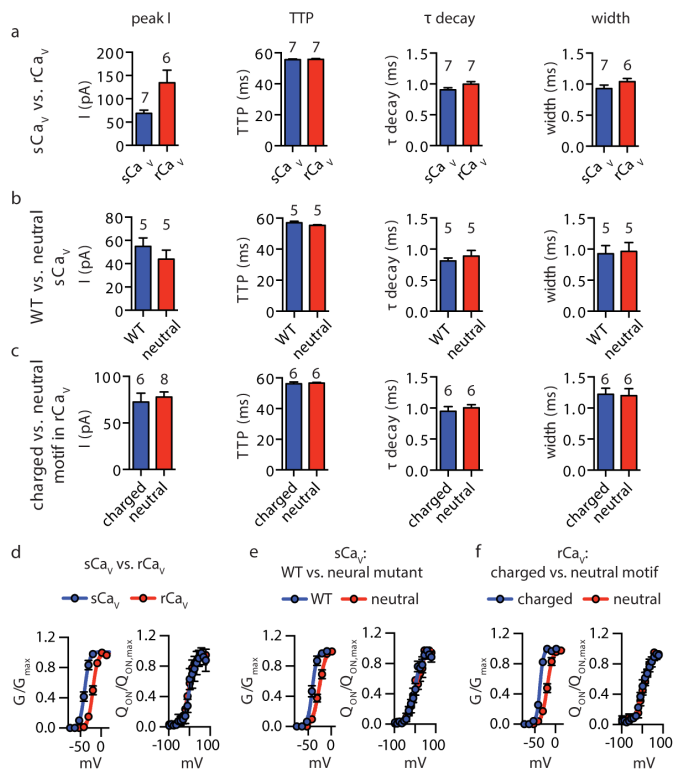 peak I TTP τ decay width
a
sCaV vs. rCaV
I (pA)
200
150
100
50
0
7 6
sCaV rCaV
TTP (ms)
60
40
20
0
7 7
sCaV rCaV
τ decay (ms)
1.5
1.0
0.5
0.0
7 7
sCaV rCaV
width (ms)
1.5
1.0
0.5
0.0
7 6
sCaV rCaV
b
WT vs. neutral
sCaV
I (pA)
80
60
40
20
0
5 5
WT neutral
TTP (ms)
60
40
20
0
5 5
WT neutral
τ decay (ms)
1.5
1.0
0.5
0.0
5 5
WT neutral
width (ms)
1.5
1.0
0.5
0.0
5 5
WT neutral
c
charged vs. neutral
motif in rCaV
I (pA)
100
50
0
6 8
charged neutral
TTP (ms)
60
40
20
0
6 6
charged neutral
τ decay (ms)
1.5
1.0
0.5
0.0
6 6
charged neutral
width (ms)
1.5
1.0
0.5
0.0
6 6
charged neutral
d
sCaV vs. rCaV
sCaV rCaV
G/Gmax
1.2
0.8
0.4
0.0
-50 0
mV
QON/QON,max
1.2
0.8
0.4
0.0
-100 0 100
mV
e
sCaV:
WT vs. neural mutant
WT neutral
G/Gmax
1.2
0.8
0.4
0.0
-50 0
mV
QON/QON,max
1.2
0.8
0.4
0.0
-100 0 100
mV
f
rCaV:
charged vs. neutral motif
charged neutral
G/Gmax
1.2
0.8
0.4
0.0
-50 0
mV
QON/QON,max
1.2
0.8
0.4
0.0
-100 0 100
mV